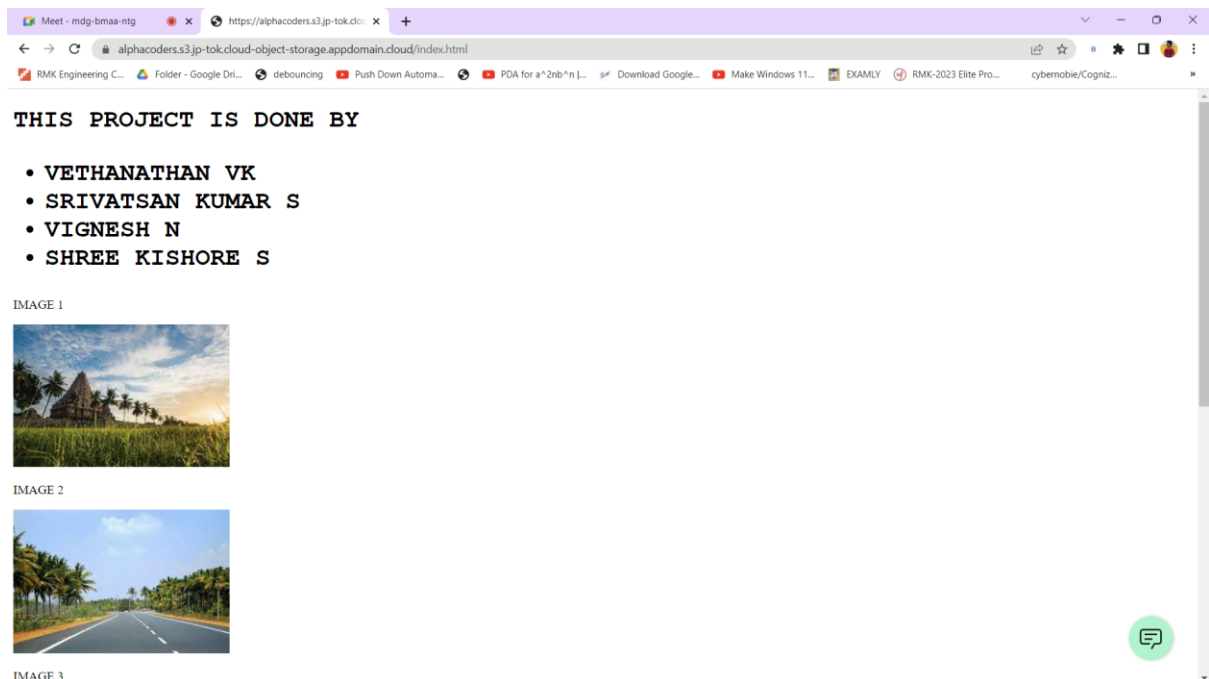 Meet - mdg-bmaa-ntg
https://alphacoders.s3.jp-tok.clo
alphacoders.s3.jp-tok.cloud-object-storage.appdomain.cloud/index.html
RMK Engineering C... Folder - Google Dri... debouncing Push Down Automa... PDA for a^2nb^n |... Download Google... Make Windows 11... EXAMLY RMK-2023 Elite Pro... cybernobie/Cogniz... »
THIS PROJECT IS DONE BY
• VETHANATHAN VK
• SRIVATSAN KUMAR S
• VIGNESH N
• SHREE KISHORE S
IMAGE 1
IMAGE 2
IMAGE 3